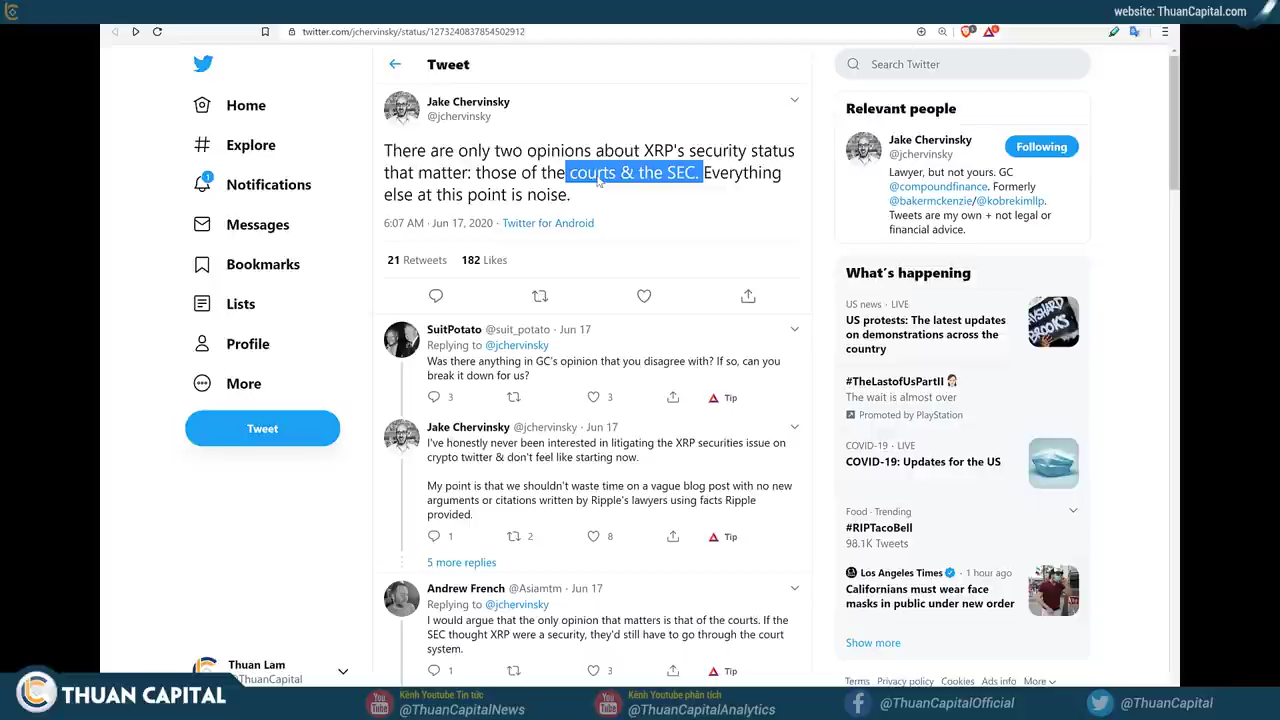 website: ThuanCapital.com
twitter.com/jchervinsky/status/1273240837854502912
Home
Explore
1
Notifications
Messages
Bookmarks
Lists
Profile
More
Tweet
Thuan Lam
@ThuanCapital
Tweet
Jake Chervinsky
@jchervinsky
There are only two opinions about XRP's security status
that matter: those of the courts & the SEC. Everything
else at this point is noise.
6:07 AM · Jun 17, 2020 · Twitter for Android
21 Retweets 182 Likes
SuitPotato @suit_potato · Jun 17
Replying to @jchervinsky
Was there anything in GC's opinion that you disagree with? If so, can you
break it down for us?
3 3 Tip
Jake Chervinsky @jchervinsky · Jun 17
I've honestly never been interested in litigating the XRP securities issue on
crypto twitter & don't feel like starting now.
My point is that we shouldn't waste time on a vague blog post with no new
arguments or citations written by Ripple's lawyers using facts Ripple
provided.
1 2 8 Tip
5 more replies
Andrew French @Asiamtm · Jun 17
Replying to @jchervinsky
I would argue that the only opinion that matters is that of the courts. If the
SEC thought XRP were a security, they'd still have to go through the court
system.
1 3 Tip
Search Twitter
Relevant people
Jake Chervinsky
@jchervinsky
Following
Lawyer, but not yours. GC
@compoundfinance. Formerly
@bakermckenzie/@kobrekimllp.
Tweets are my own + not legal or
financial advice.
What's happening
US news · LIVE
US protests: The latest updates
on demonstrations across the
country
#TheLastofUsPartII
The wait is almost over
Promoted by PlayStation
COVID-19 · LIVE
COVID-19: Updates for the US
Food · Trending
#RIPTacoBell
98.1K Tweets
Los Angeles Times · 1 hour ago
Californians must wear face
masks in public under new order
Show more
Terms Privacy policy Cookies Ads info More
THUAN CAPITAL
Kênh Youtube Tin tức
@ThuanCapitalNews
Kênh Youtube phân tích
@ThuanCapitalAnalytics
@ThuanCapitalOfficial
@ThuanCapital